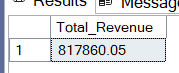 Results Message
Total_Revenue
1 817860.05